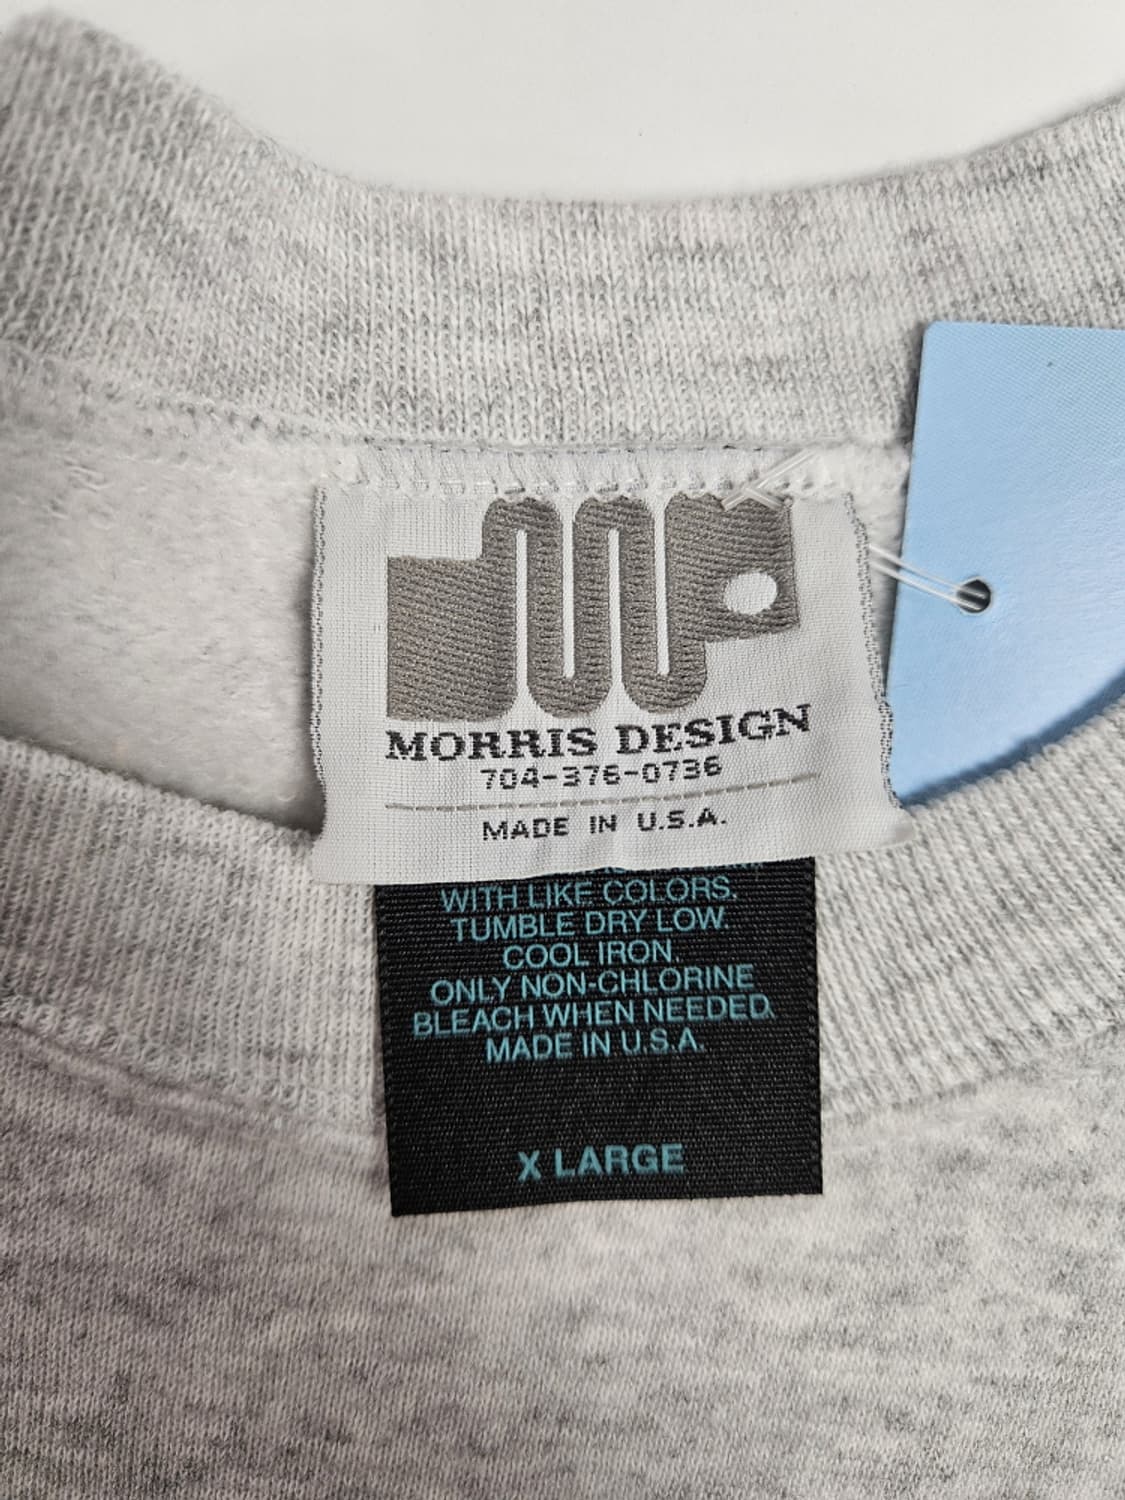 MORRIS DESIGN
704-376-0736
MADE IN U.S.A.
WITH LIKE COLORS.
TUMBLE DRY LOW.
COOL IRON.
ONLY NON-CHLORINE
BLEACH WHEN NEEDED.
MADE IN U.S.A.
X LARGE